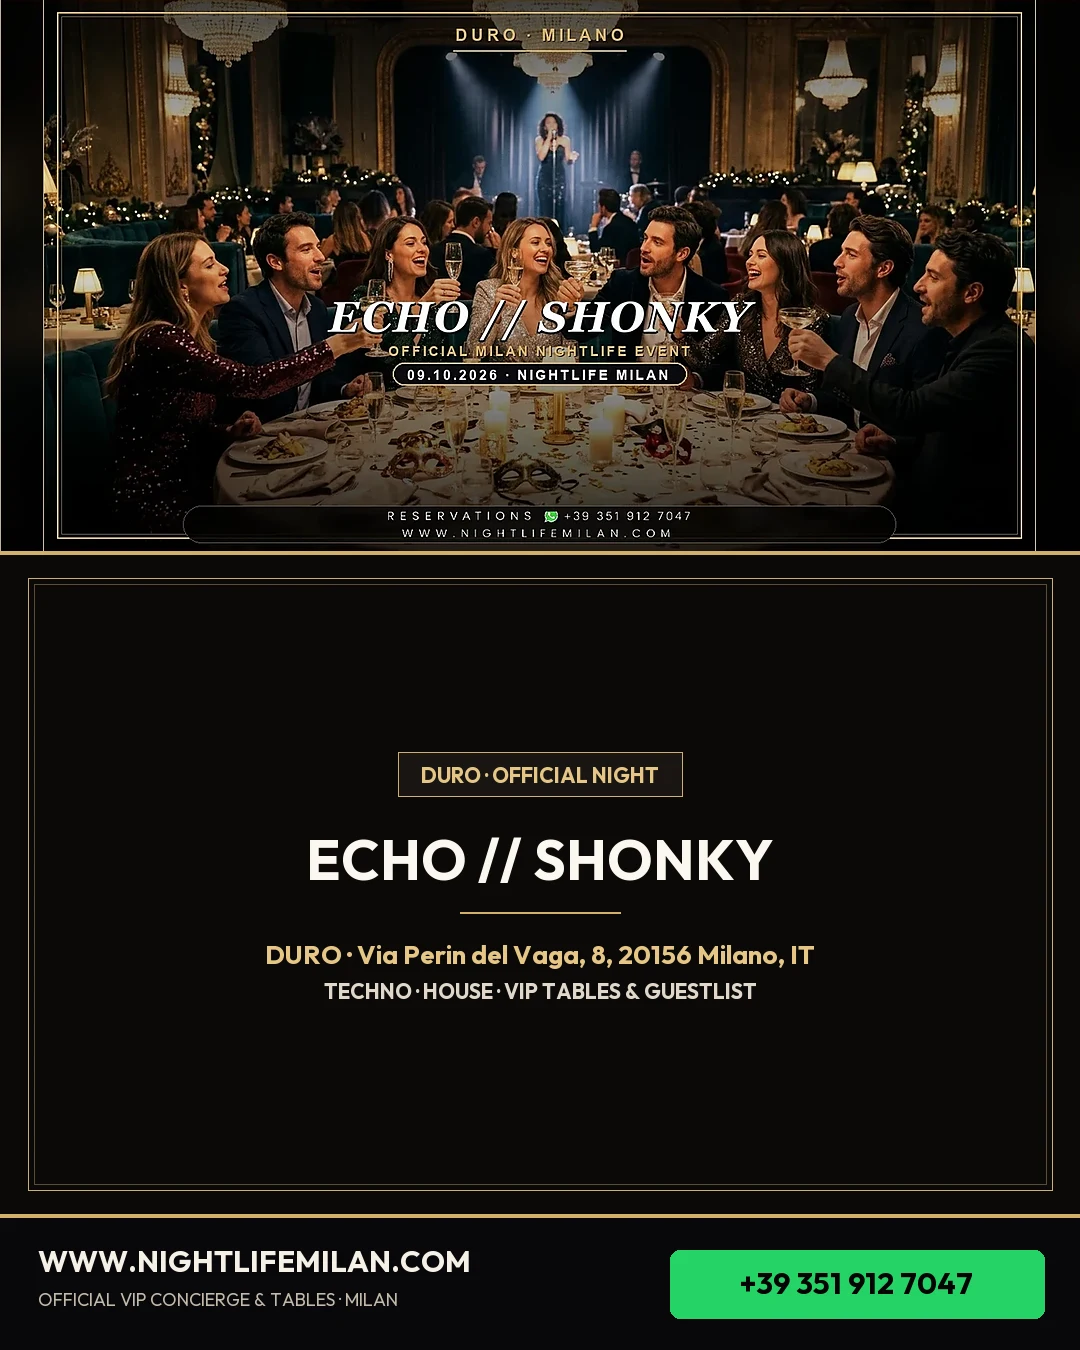 DURO · MILANO
ECHO // SHONKY
OFFICIAL MILAN NIGHTLIFE EVENT
09.10.2026 · NIGHTLIFE MILAN
RESERVATIONS +39 351 912 7047
WWW.NIGHTLIFEMILAN.COM
DURO · OFFICIAL NIGHT
ECHO // SHONKY
DURO · Via Perin del Vaga, 8, 20156 Milano, IT
TECHNO · HOUSE · VIP TABLES & GUESTLIST
WWW.NIGHTLIFEMILAN.COM
+39 351 912 7047
OFFICIAL VIP CONCIERGE & TABLES · MILAN